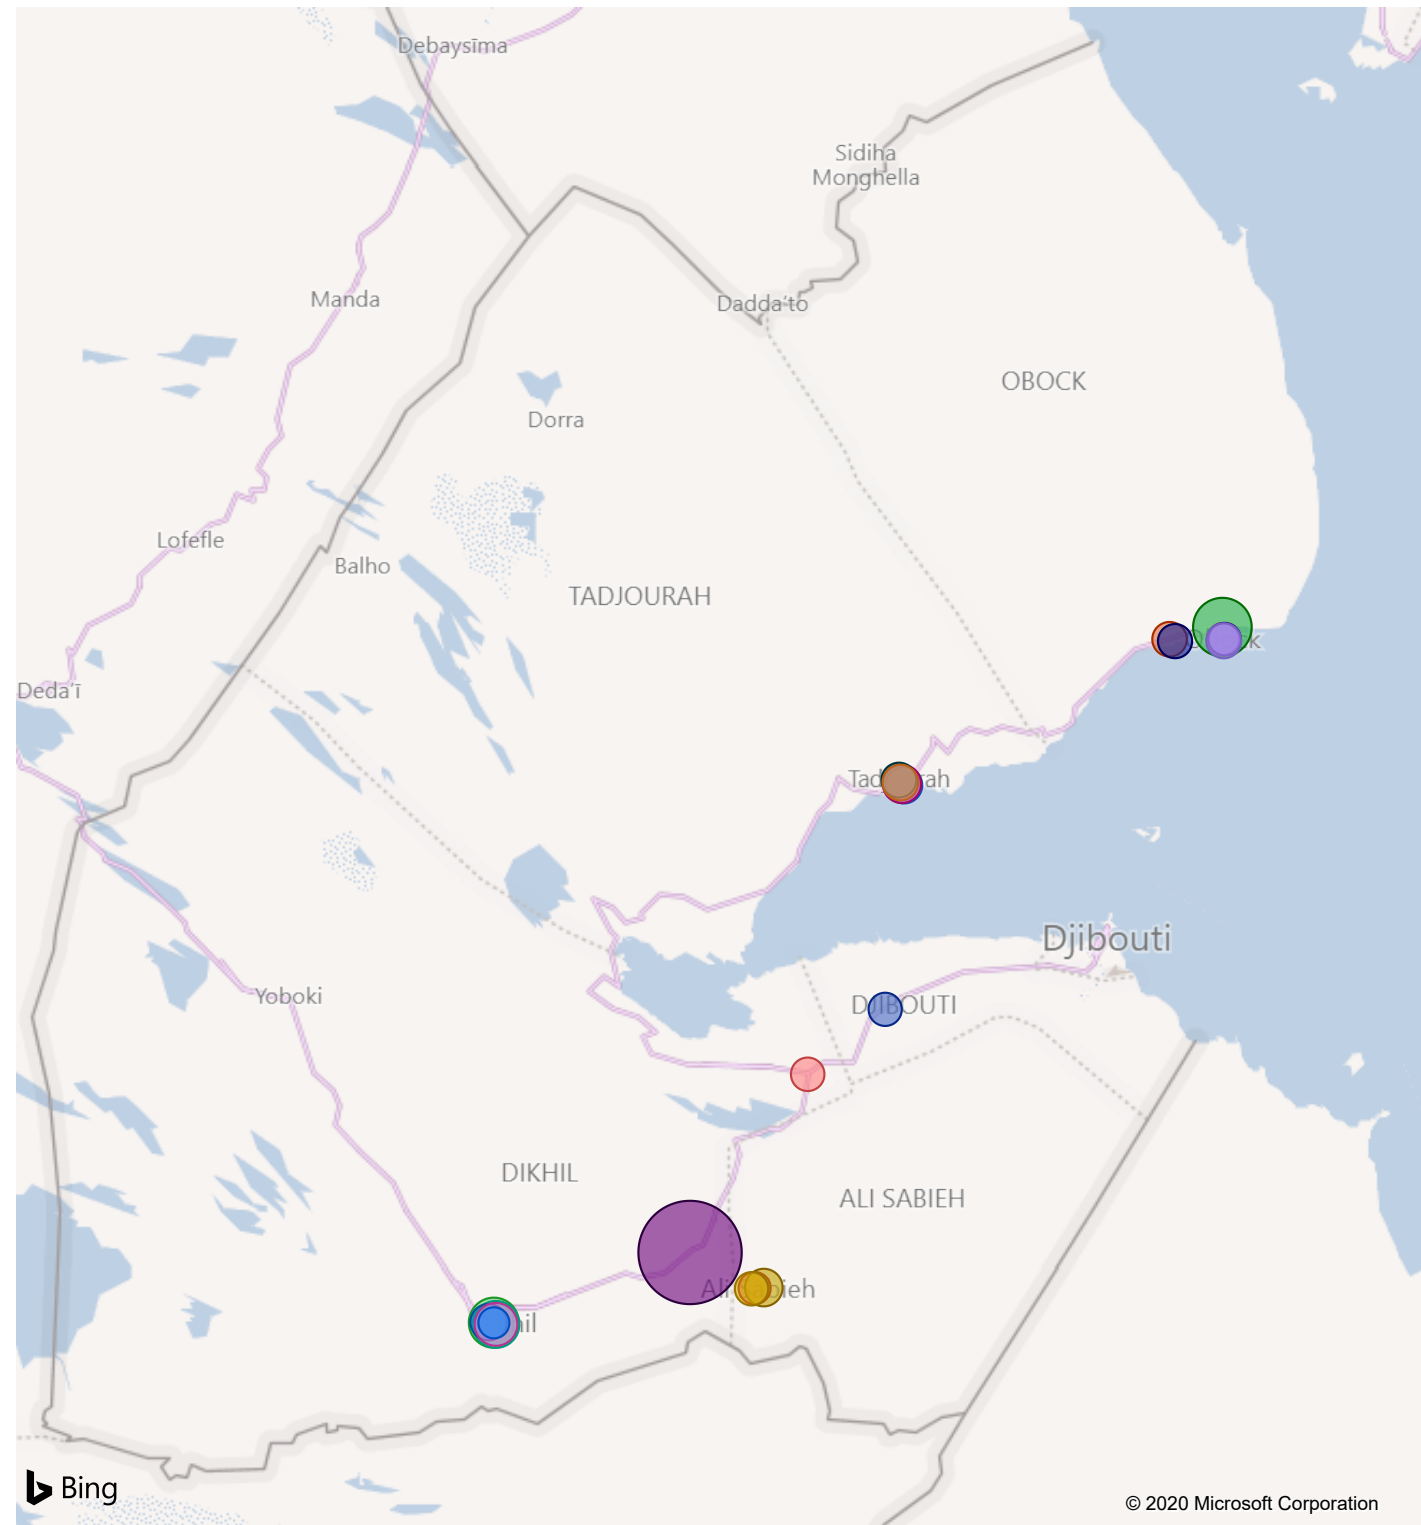 Debaysīma
Sidiha
Monghella
Manda
Dadda'to
OBOCK
Dorra
Lofefle
Balho
TADJOURAH
Deda'ī
Djibouti
Yoboki
DJIBOUTI
DIKHIL
ALI SABIEH
Bing
© 2020 Microsoft Corporation